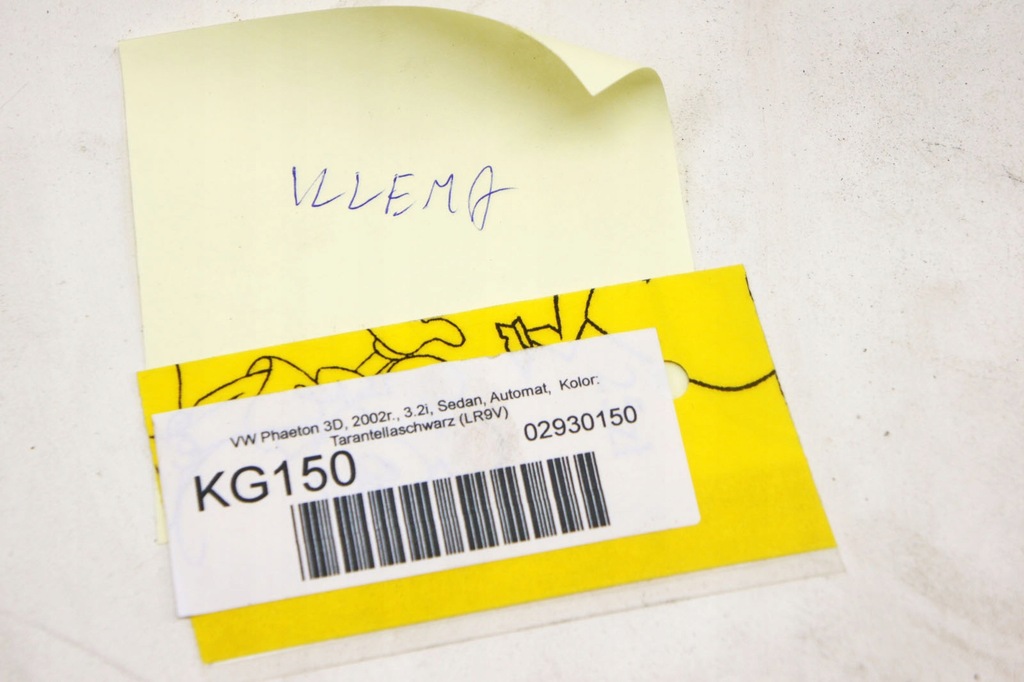 VLLEMA
VW Phaeton 3D, 2002r., 3.2i, Sedan, Automat, Kolor:
Tarantellaschwarz (LR9V)
02930150
KG150